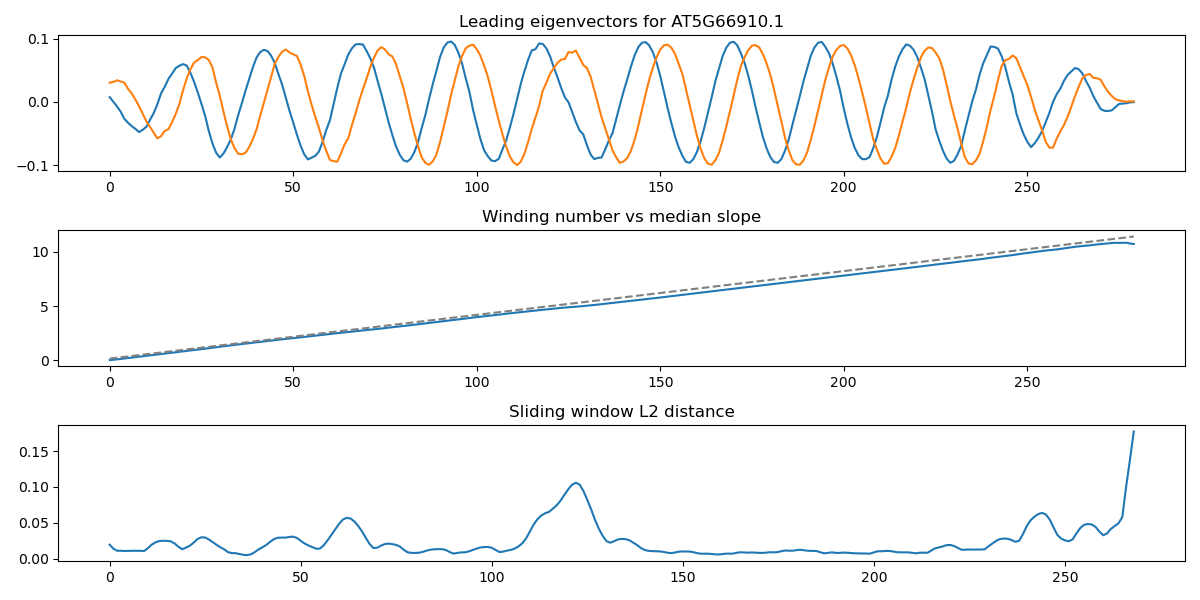 Leading eigenvectors for AT5G66910.1
0.1
0.0
−0.1
0 50 100 150 200 250
Winding number vs median slope
10
5
0
0 50 100 150 200 250
Sliding window L2 distance
0.15
0.10
0.05
0.00
0 50 100 150 200 250